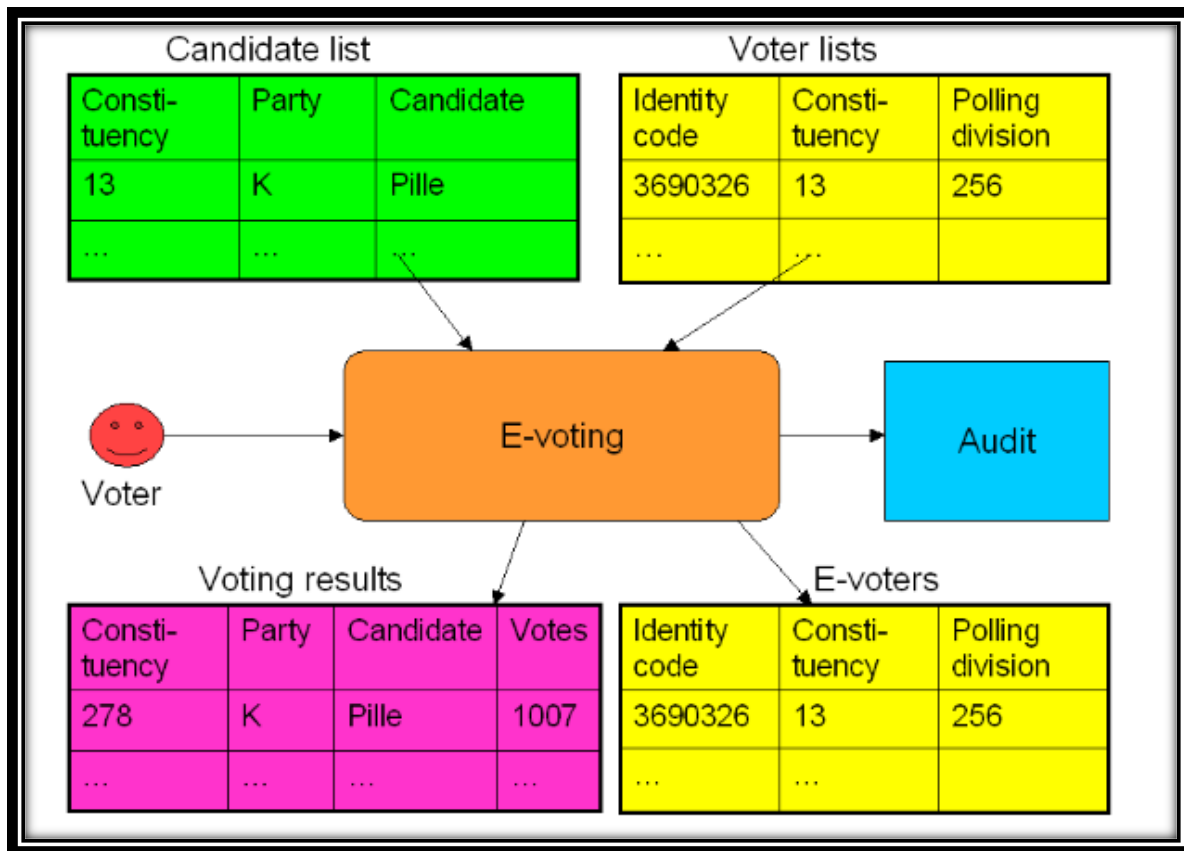 Candidate list
Consti-
tuency
Party
Candidate
13
K
Pille
...
...
...
Voter lists
Identity
code
Consti-
tuency
Polling
division
3690326
13
256
...
...
E-voting
Audit
Voter
Voting results
Consti-
tuency
Party
Candidate
Votes
278
K
Pille
1007
...
...
...
...
E-voters
Identity
code
Consti-
tuency
Polling
division
3690326
13
256
...
...